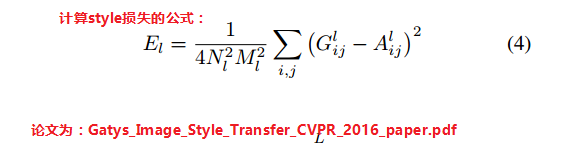 计算style损失的公式：
E_l = \frac{1}{4N_l^2 M_l^2} \sum_{i,j} (G_{ij}^l - A_{ij}^l)^2 (4)
论文为：Gatys_Image_Style_Transfer_CVPR_2016_paper.pdf
L